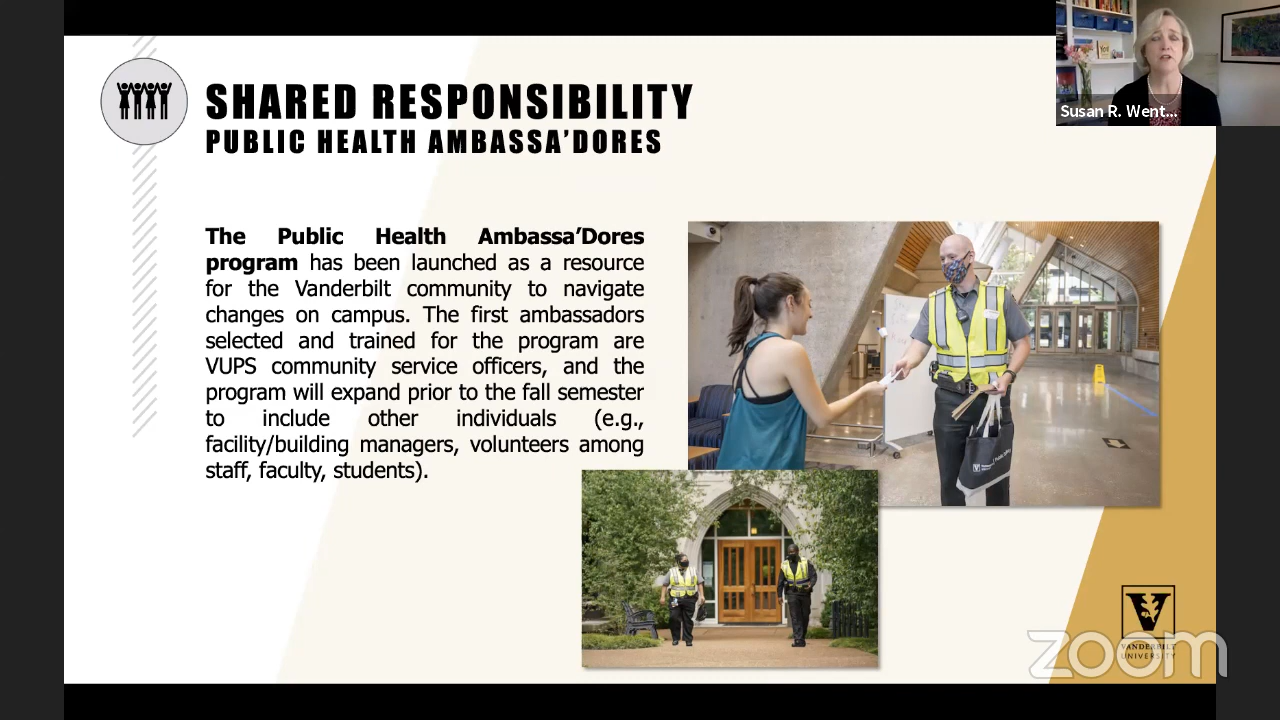 SHARED RESPONSIBILITY
PUBLIC HEALTH AMBASSA’DORES
Susan R. Went...
The Public Health Ambassa’Dores
program has been launched as a resource
for the Vanderbilt community to navigate
changes on campus. The first ambassadors
selected and trained for the program are
VUPS community service officers, and the
program will expand prior to the fall semester
to include other individuals (e.g.,
facility/building managers, volunteers among
staff, faculty, students).
V
VANDERBILT
UNIVERSITY
zoom